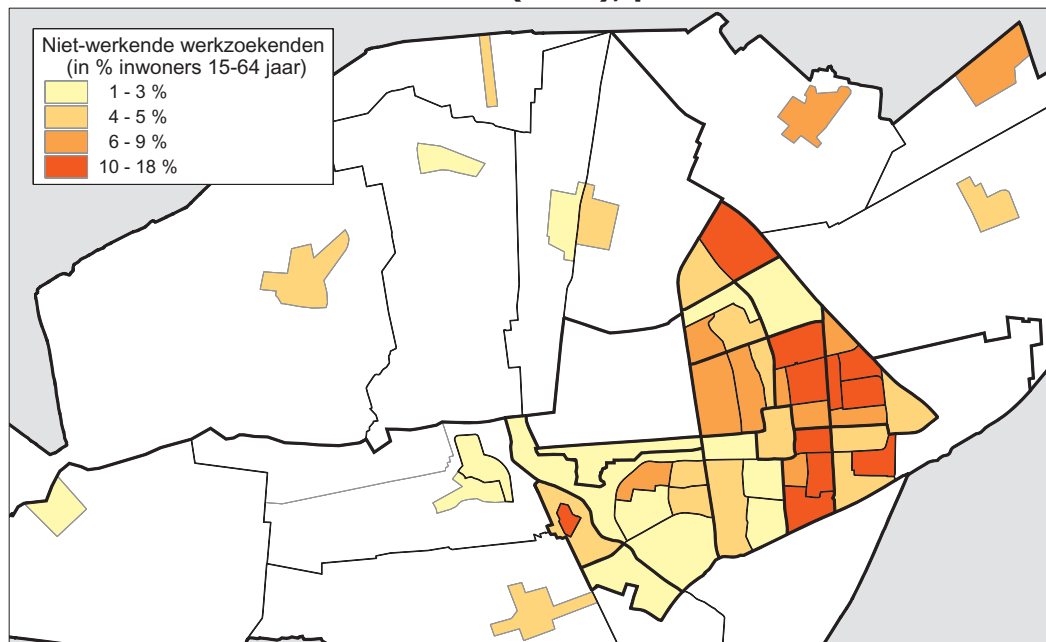 Niet-werkende werkzoekenden
(in % inwoners 15-64 jaar)
1 - 3 %
4 - 5 %
6 - 9 %
10 - 18 %